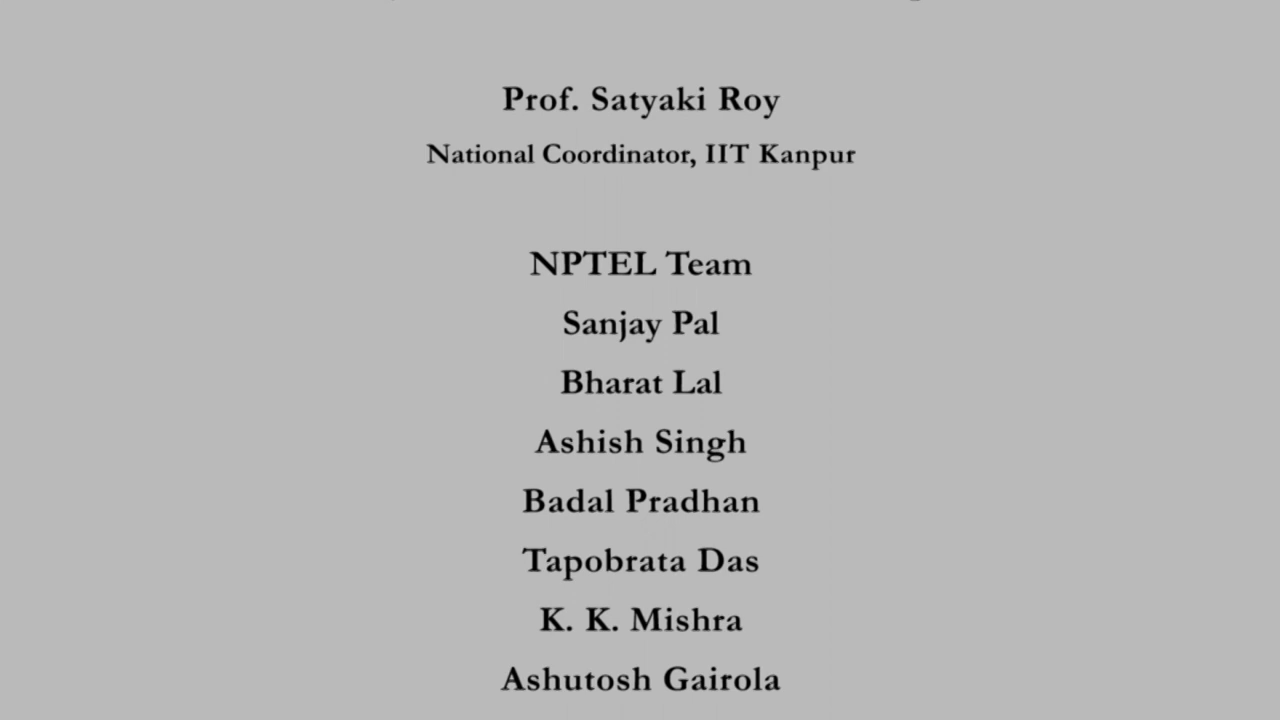 Prof. Satyaki Roy
National Coordinator, IIT Kanpur
NPTEL Team
Sanjay Pal
Bharat Lal
Ashish Singh
Badal Pradhan
Tapobrata Das
K. K. Mishra
Ashutosh Gairola